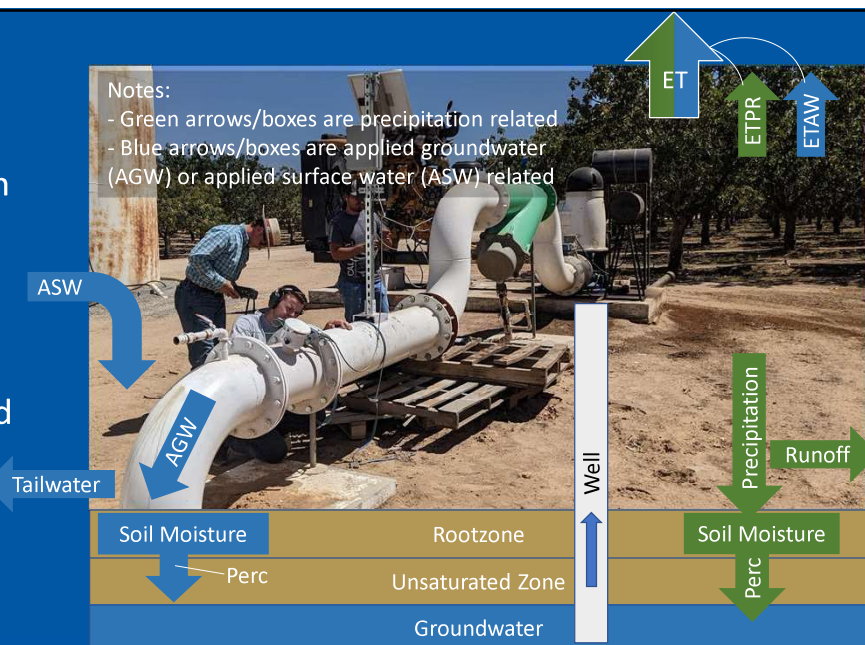 ET
ETPR
ETAW
Notes:
- Green arrows/boxes are precipitation related
- Blue arrows/boxes are applied groundwater
(AGW) or applied surface water (ASW) related
ASW
AGW
Tailwater
Well
Precipitation
Runoff
Soil Moisture
Rootzone
Soil Moisture
Perc
Unsaturated Zone
Perc
Groundwater